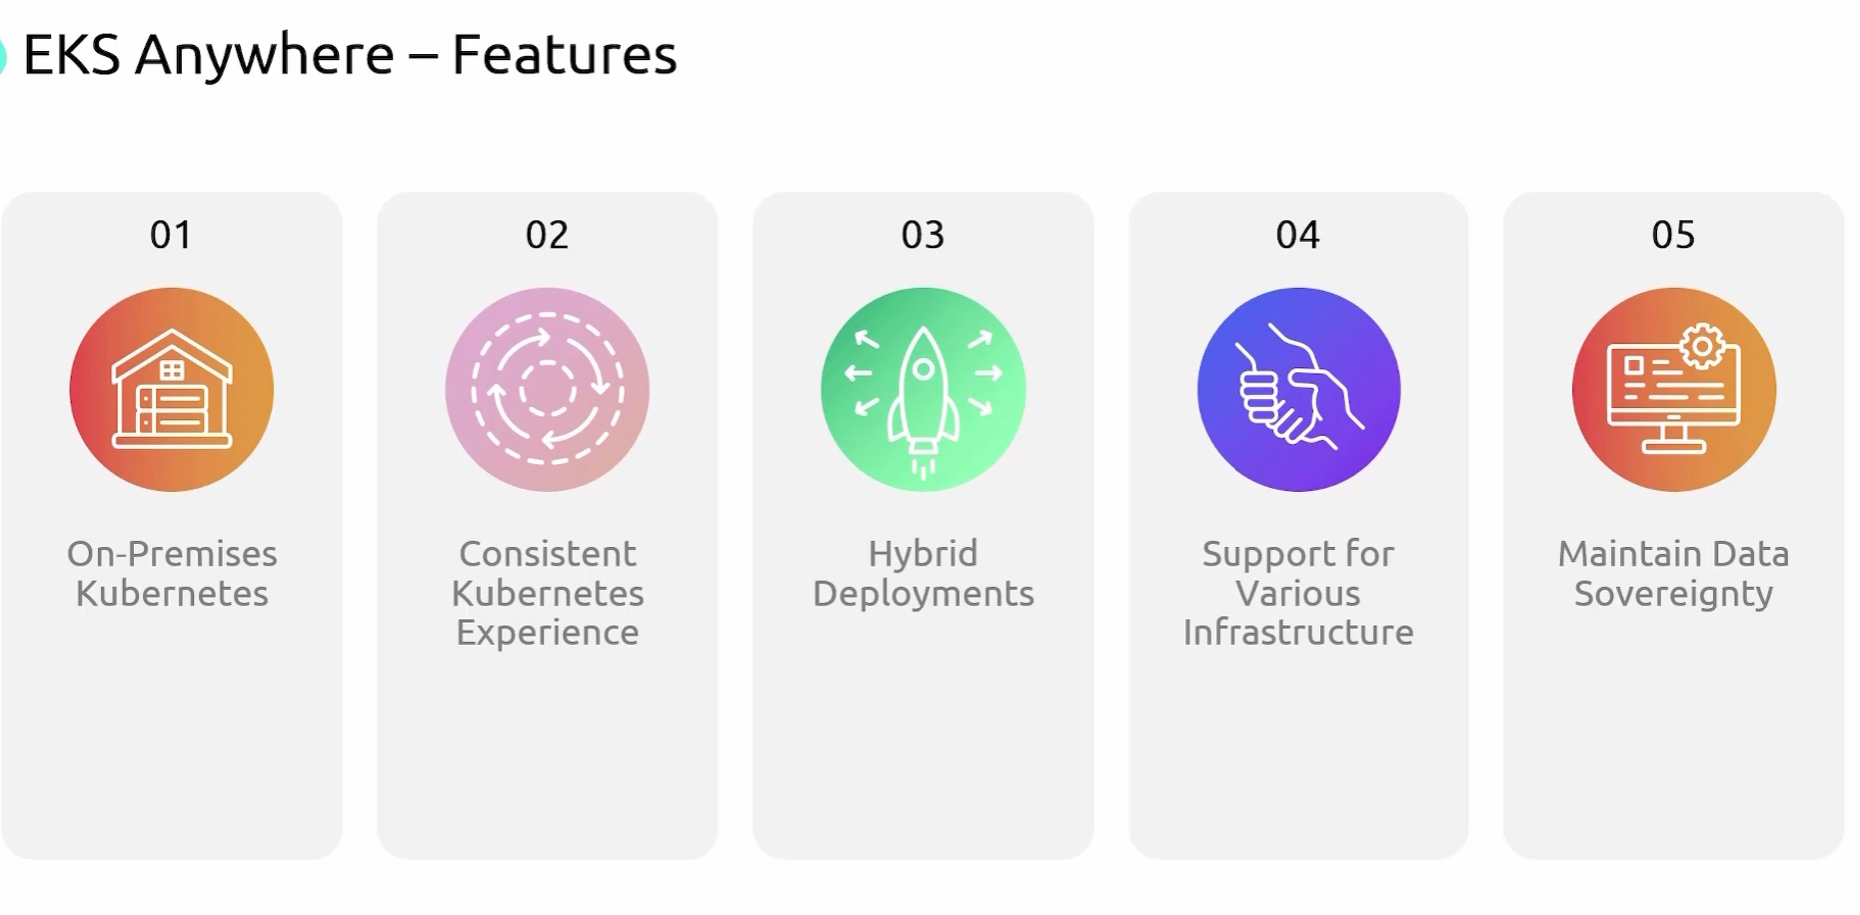 EKS Anywhere – Features
01
On-Premises
Kubernetes
02
Consistent
Kubernetes
Experience
03
Hybrid
Deployments
04
Support for
Various
Infrastructure
05
Maintain Data
Sovereignty